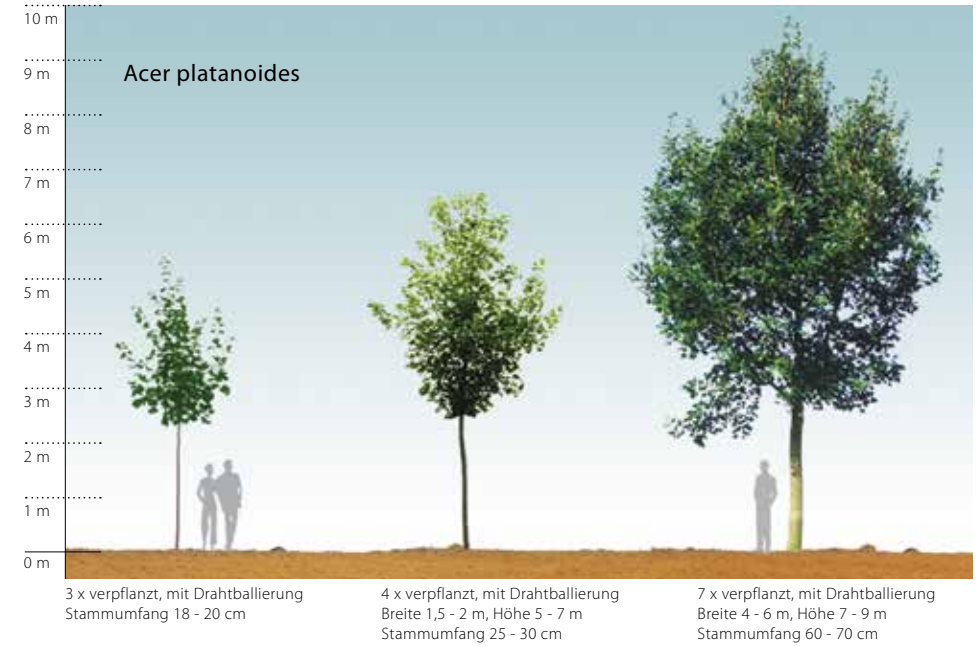 10 m
9 m
Acer platanoides
8 m
7 m
6 m
5 m
4 m
3 m
2 m
1 m
0 m
3 x verpflanzt, mit Drahtballierung
Stammumfang 18 - 20 cm
4 x verpflanzt, mit Drahtballierung
Breite 1,5 - 2 m, Höhe 5 - 7 m
Stammumfang 25 - 30 cm
7 x verpflanzt, mit Drahtballierung
Breite 4 - 6 m, Höhe 7 - 9 m
Stammumfang 60 - 70 cm